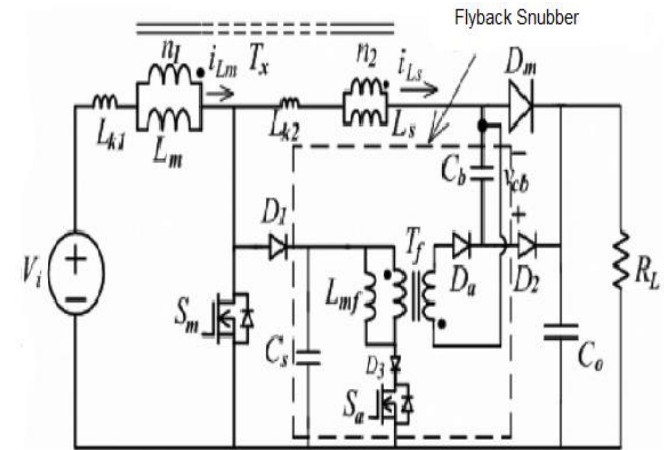 Flyback Snubber
n1 iLm Tx n2 iLs Dm
Lk1 Lm Lk2 Ls
Cb vcb
−
+
D1 Tf
Vi + − Lmf Da D2 RL
Sm Cs D3 Co
Sa